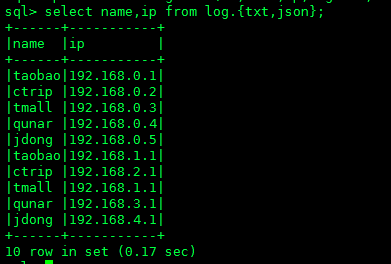 sql> select name,ip from log.{txt,json};
+------+-----------+
|name  |ip         |
+------+-----------+
|taobao|192.168.0.1|
|ctrip |192.168.0.2|
|tmall |192.168.0.3|
|qunar |192.168.0.4|
|jdong |192.168.0.5|
|taobao|192.168.1.1|
|ctrip |192.168.2.1|
|tmall |192.168.1.1|
|qunar |192.168.3.1|
|jdong |192.168.4.1|
+------+-----------+
10 row in set (0.17 sec)